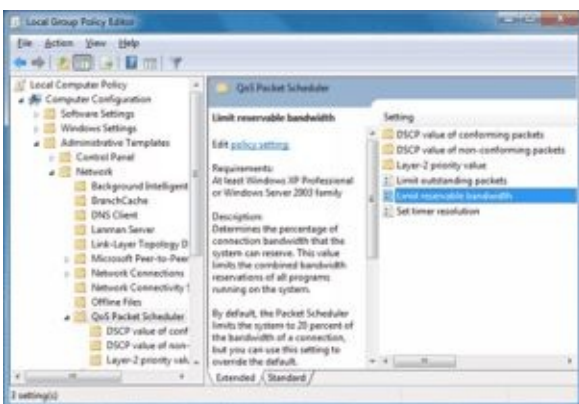 Local Group Policy Editor
File Action View Help
Local Computer Policy
Computer Configuration
Software Settings
Windows Settings
Administrative Templates
Control Panel
Network
Background Intelligent
BranchCache
DNS Client
Lanman Server
Link-Layer Topology D
Microsoft Peer-to-Peer
Network Connections
Network Connectivity S
Offline Files
QoS Packet Scheduler
DSCP value of conf
DSCP value of non-
Layer-2 priority valu
QoS Packet Scheduler
Limit reservable bandwidth
Edit policy setting
Requirements:
At least Windows XP Professional
or Windows Server 2003 family
Description:
Determines the percentage of
connection bandwidth that the
system can reserve. This value
limits the combined bandwidth
reservations of all programs
running on the system.
By default, the Packet Scheduler
limits the system to 20 percent of
the bandwidth of a connection,
but you can use this setting to
override the default.
Setting
DSCP value of conforming packets
DSCP value of non-conforming packets
Layer-2 priority value
Limit outstanding packets
Limit reservable bandwidth
Set timer resolution
Extended Standard
3 setting(s)